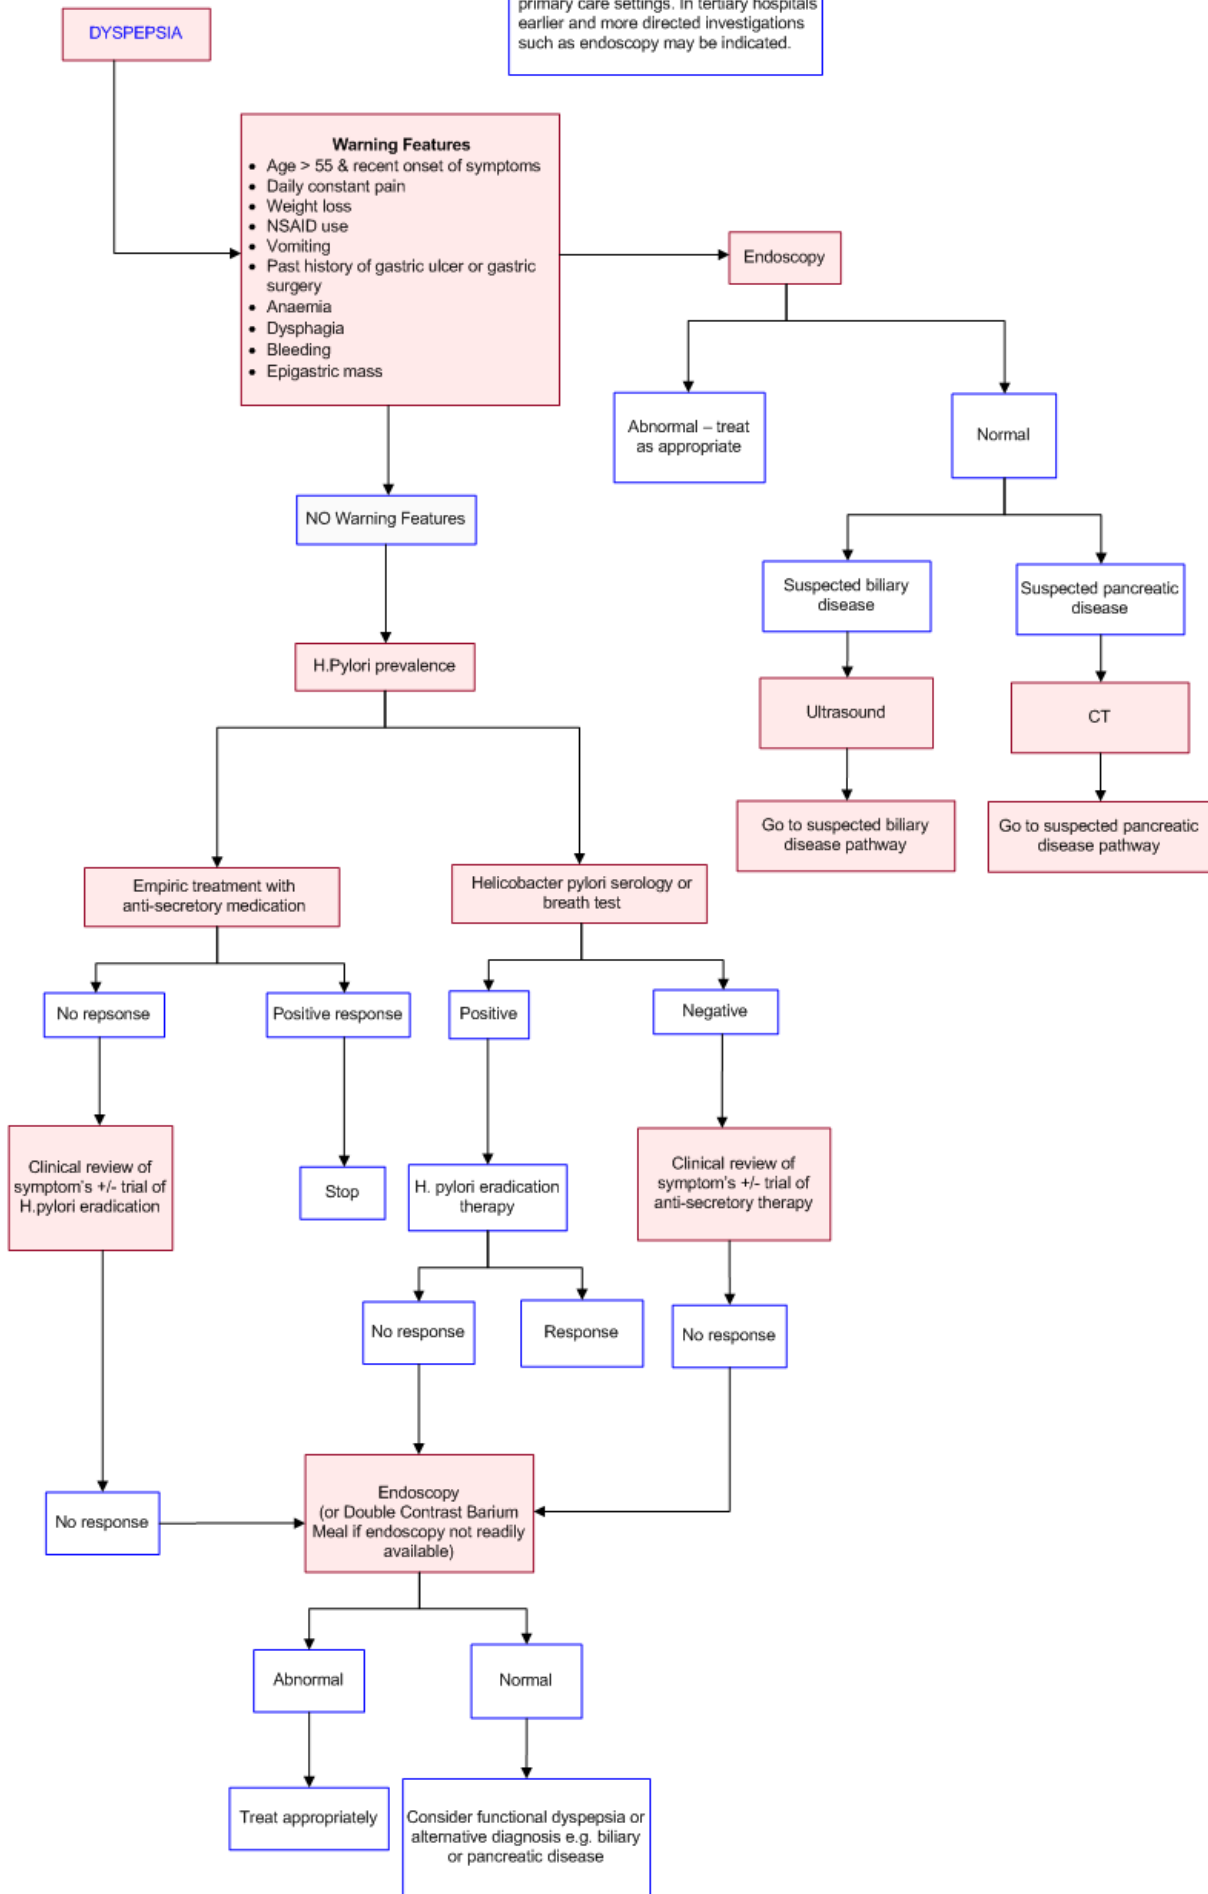 primary care settings. In tertiary hospitals
earlier and more directed investigations
such as endoscopy may be indicated.
DYSPEPSIA
Warning Features
• Age > 55 & recent onset of symptoms
• Daily constant pain
• Weight loss
• NSAID use
• Vomiting
• Past history of gastric ulcer or gastric
surgery
• Anaemia
• Dysphagia
• Bleeding
• Epigastric mass
Endoscopy
Abnormal – treat
as appropriate
Normal
NO Warning Features
Suspected biliary
disease
Suspected pancreatic
disease
H.Pylori prevalence
Ultrasound
CT
Go to suspected biliary
disease pathway
Go to suspected pancreatic
disease pathway
Empiric treatment with
anti-secretory medication
Helicobacter pylori serology or
breath test
No repsonse
Positive response
Positive
Negative
Clinical review of
symptom's +/- trial of
H.pylori eradication
Stop
H. pylori eradication
therapy
Clinical review of
symptom's +/- trial of
anti-secretory therapy
No response
Response
No response
No response
Endoscopy
(or Double Contrast Barium
Meal if endoscopy not readily
available)
Abnormal
Normal
Treat appropriately
Consider functional dyspepsia or
alternative diagnosis e.g. biliary
or pancreatic disease